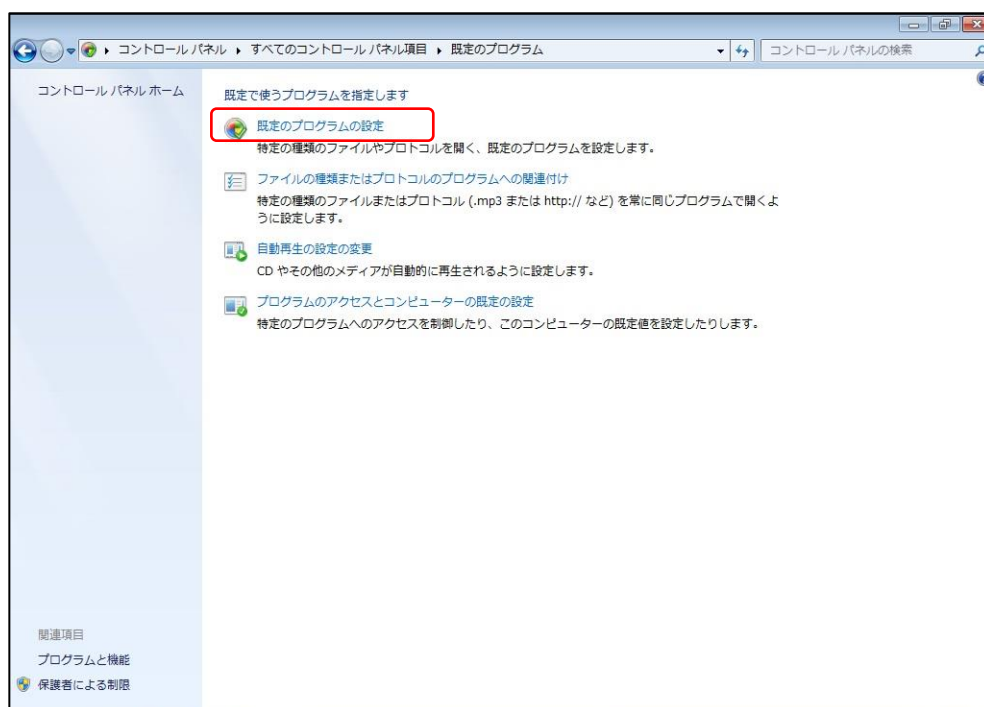 コントロール パネル ▸ すべてのコントロール パネル項目 ▸ 既定のプログラム
コントロール パネルの検索
コントロール パネル ホーム
既定で使うプログラムを指定します
既定のプログラムの設定
特定の種類のファイルやプロトコルを開く、既定のプログラムを設定します。
ファイルの種類またはプロトコルのプログラムへの関連付け
特定の種類のファイルまたはプロトコル (.mp3 または http:// など) を常に同じプログラムで開くよ
うに設定します。
自動再生の設定の変更
CD やその他のメディアが自動的に再生されるように設定します。
プログラムのアクセスとコンピューターの既定の設定
特定のプログラムへのアクセスを制御したり、このコンピューターの既定値を設定したりします。
関連項目
プログラムと機能
保護者による制限